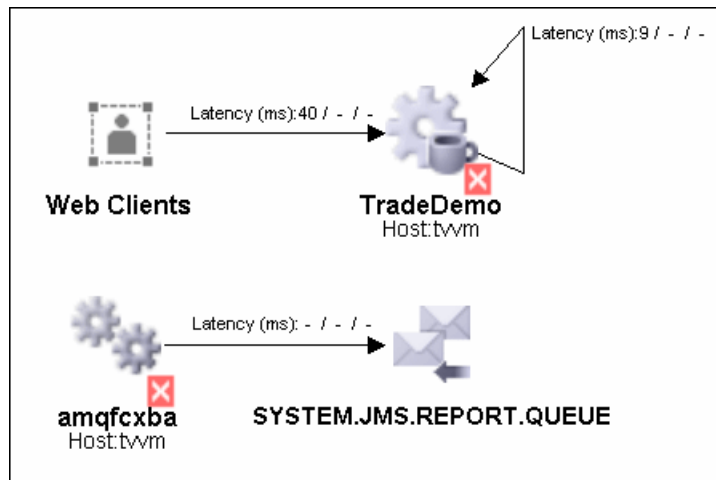 Latency (ms):9 / - / -
Latency (ms):40 / - / -
Web Clients
TradeDemo
Host:tvvm
Latency (ms): - / - / -
amqfcxba
Host:tvvm
SYSTEM.JMS.REPORT.QUEUE